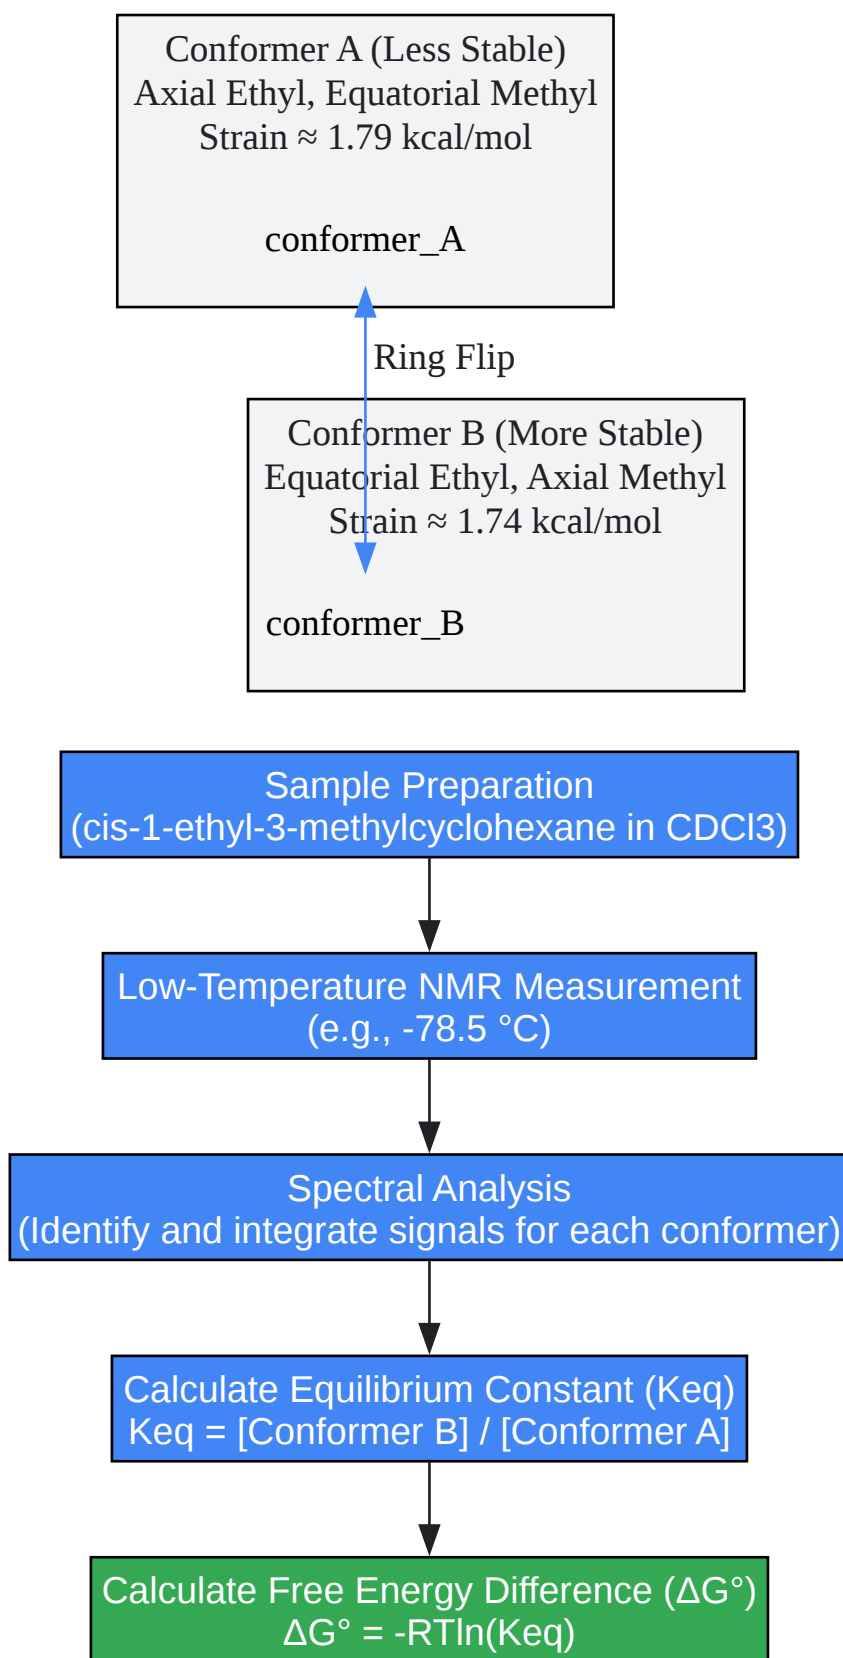 Conformer A (Less Stable)
Axial Ethyl, Equatorial Methyl
Strain ≈ 1.79 kcal/mol
conformer_A
Ring Flip
Conformer B (More Stable)
Equatorial Ethyl, Axial Methyl
Strain ≈ 1.74 kcal/mol
conformer_B
Sample Preparation
(cis-1-ethyl-3-methylcyclohexane in CDCl3)
Low-Temperature NMR Measurement
(e.g., -78.5 °C)
Spectral Analysis
(Identify and integrate signals for each conformer)
Calculate Equilibrium Constant (Keq)
Keq = [Conformer B] / [Conformer A]
Calculate Free Energy Difference (ΔG°)
ΔG° = -RTln(Keq)